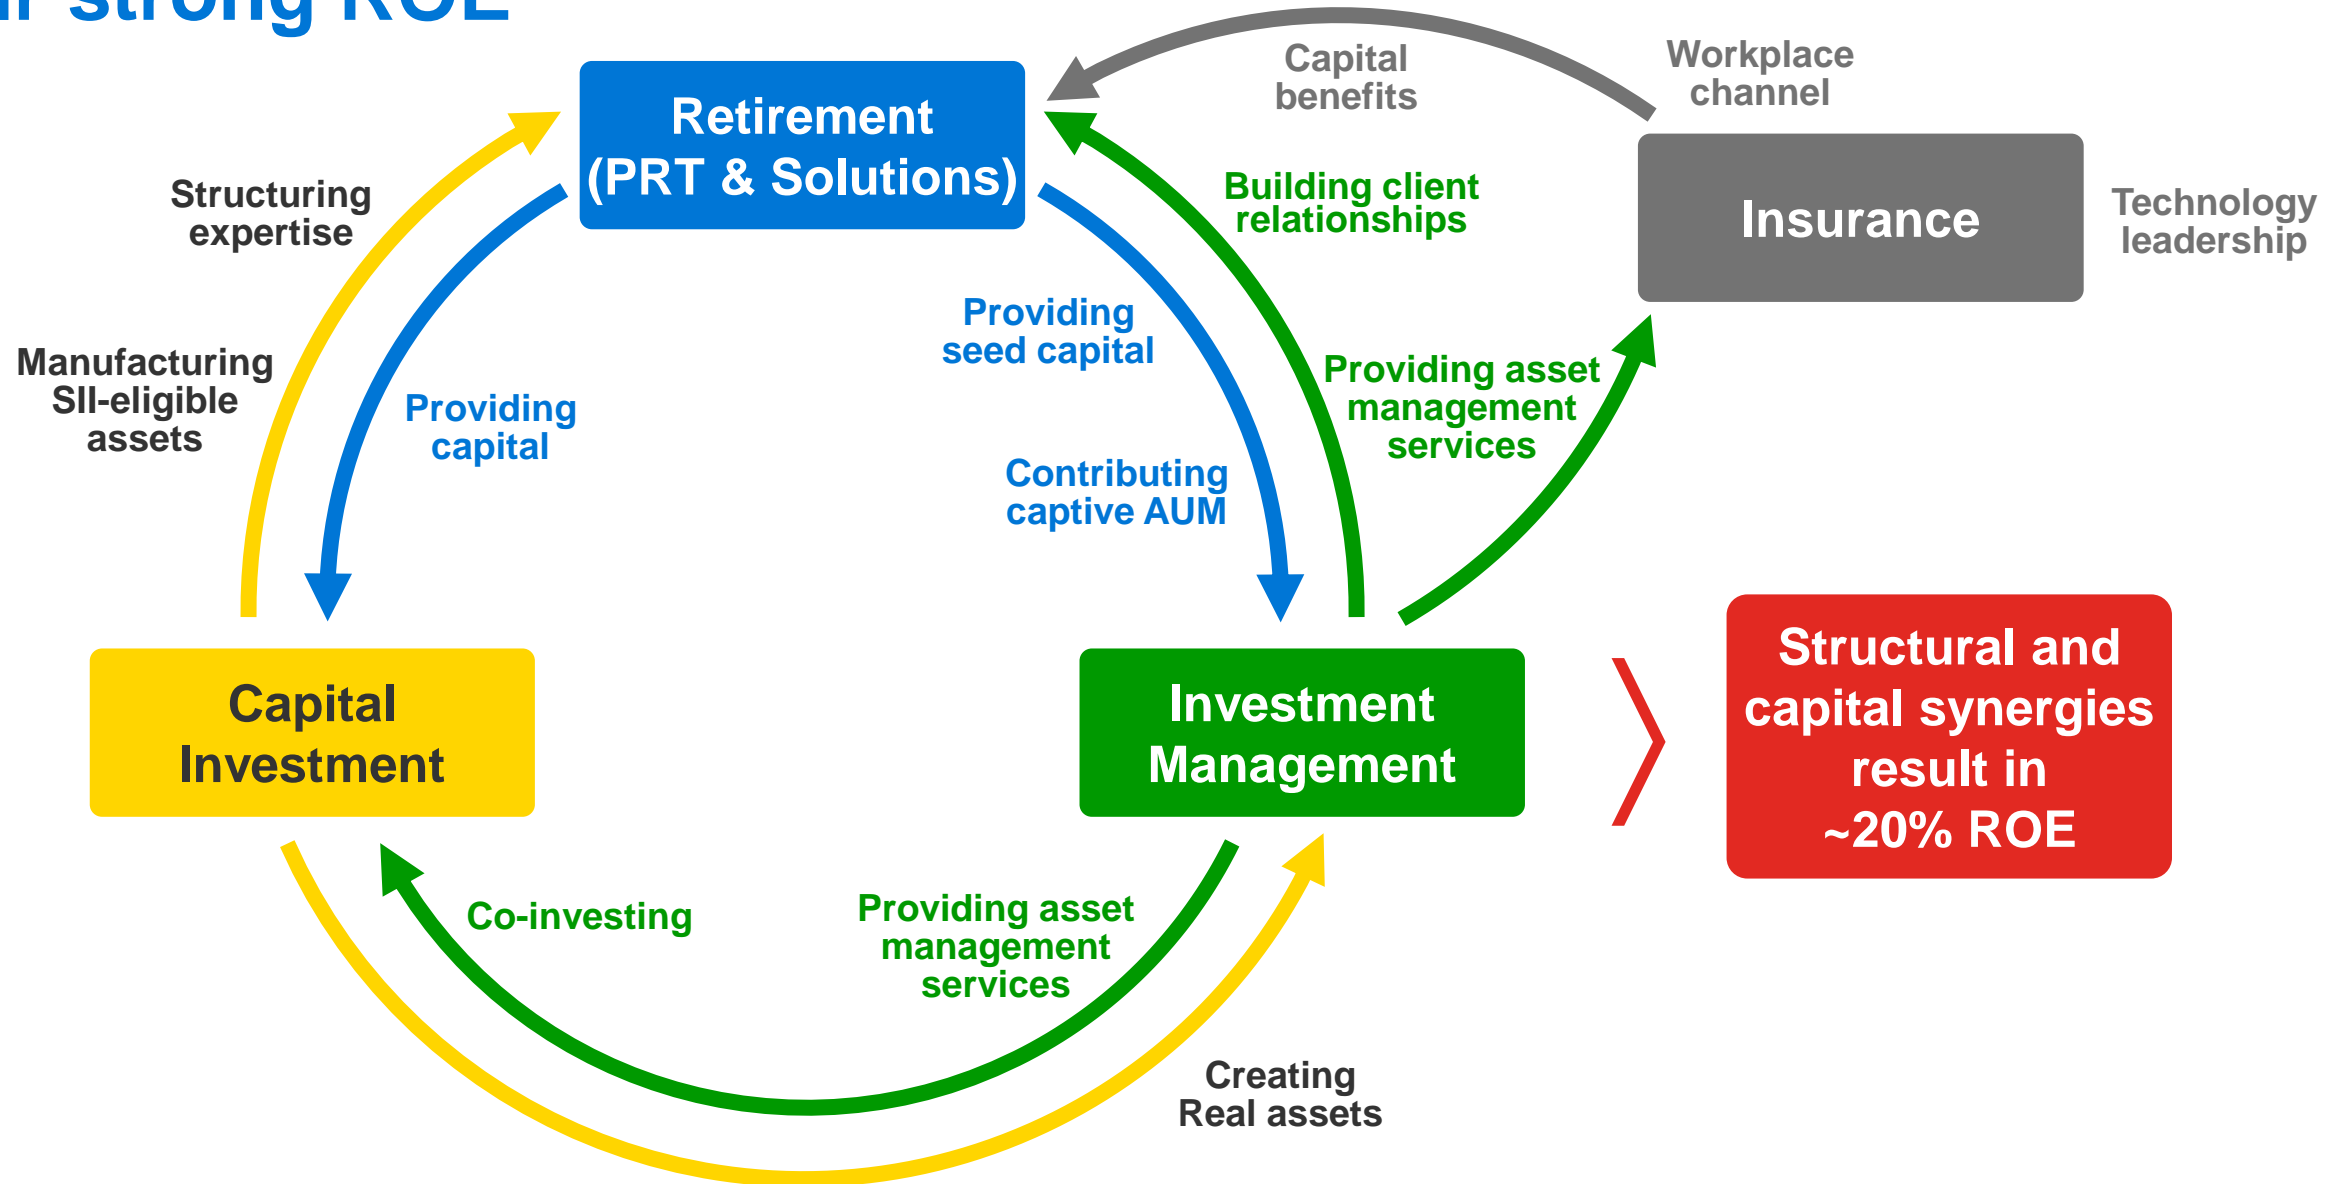 strong ROE
Capital
benefits
Workplace
channel
Retirement
(PRT & Solutions)
Structuring
expertise
Building client
relationships
Insurance
Technology
leadership
Providing
seed capital
Manufacturing
SII-eligible
assets
Providing
capital
Providing asset
management
services
Contributing
captive AUM
Capital
Investment
Investment
Management
Structural and
capital synergies
result in
~20% ROE
Co-investing
Providing asset
management
services
Creating
Real assets